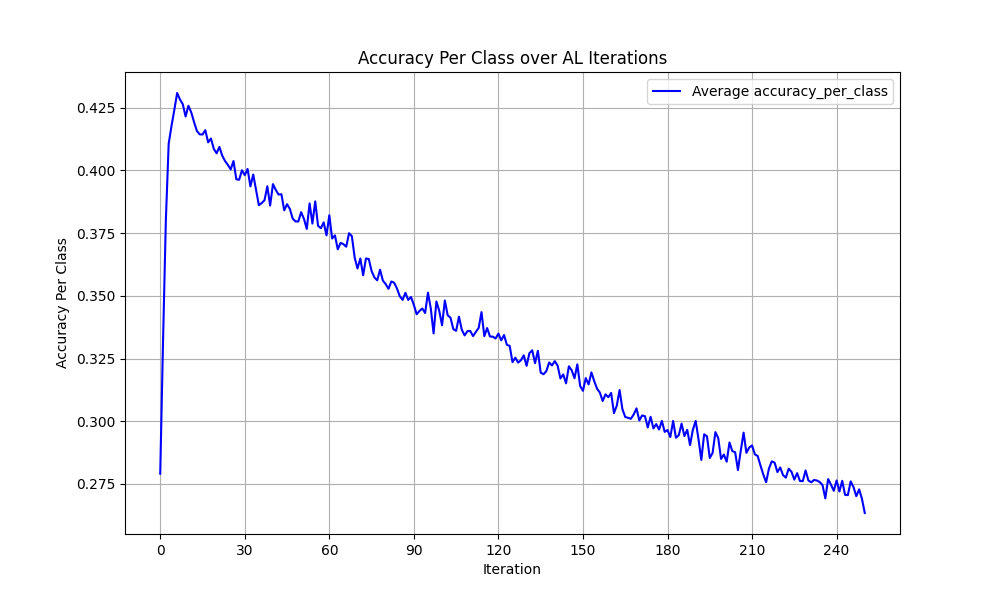 Accuracy Per Class over AL Iterations
Average accuracy_per_class
0.425
0.400
0.375
0.350
0.325
0.300
0.275
Accuracy Per Class
0 30 60 90 120 150 180 210 240
Iteration